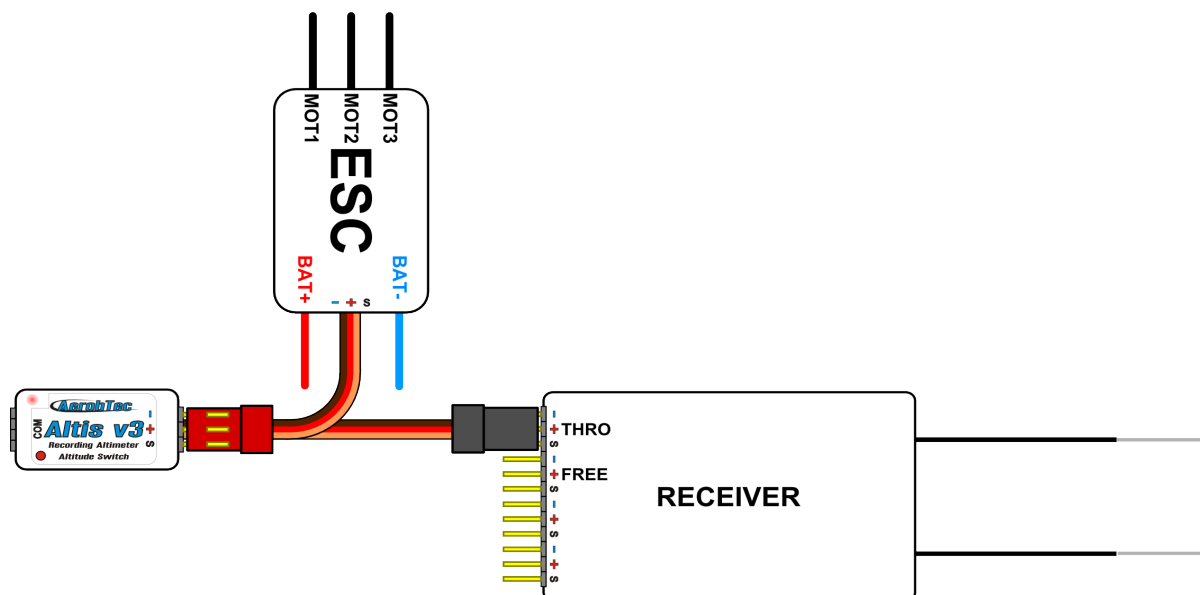 MOT1
MOT2
MOT3
ESC
BAT+
BAT-
- + s
AerobTec
Altis v3
Recording Altimeter
Altitude Switch
COM
- + S
-
+ THRO
S
-
+ FREE
S
-
+
S
-
+
S
RECEIVER